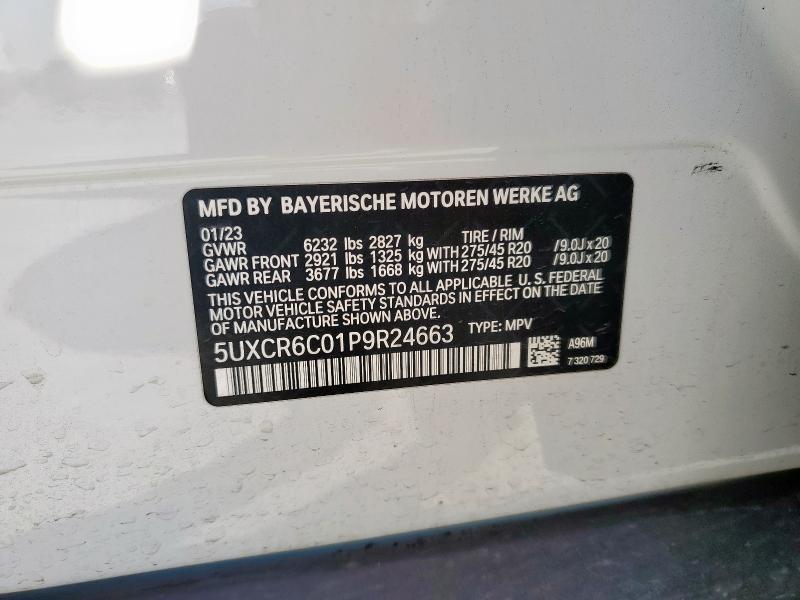 MFD BY BAYERISCHE MOTOREN WERKE AG
01/23 TIRE / RIM
GVWR 6232 lbs 2827 kg
GAWR FRONT 2921 lbs 1325 kg WITH 275/45 R20 /9.0J x 20
GAWR REAR 3677 lbs 1668 kg WITH 275/45 R20 /9.0J x 20
THIS VEHICLE CONFORMS TO ALL APPLICABLE U. S. FEDERAL
MOTOR VEHICLE SAFETY STANDARDS IN EFFECT ON THE DATE
OF MANUFACTURE SHOWN ABOVE.
5UXCR6C01P9R24663 TYPE: MPV
A96M
7 320 729